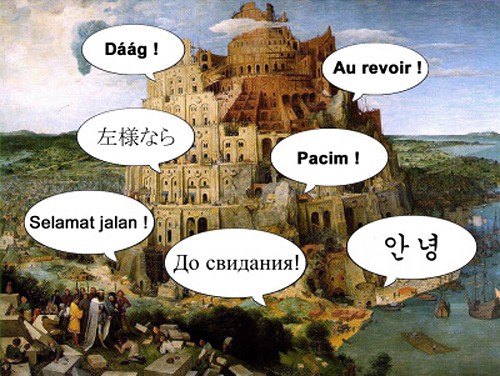 Dáág !
Au revoir !
左様なら
Pacim !
Selamat jalan !
До свидания!
안녕